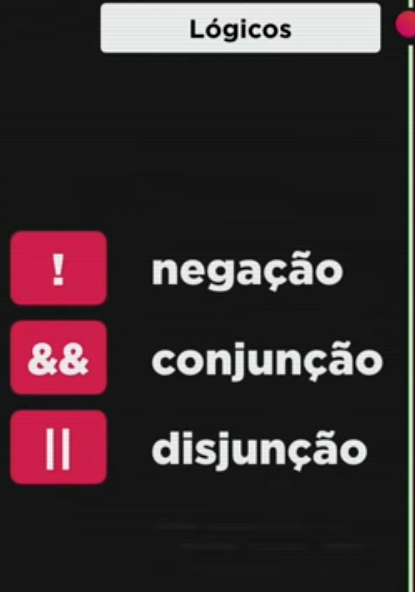 Lógicos
! negação
&& conjunção
|| disjunção